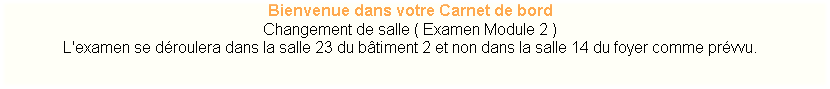 Bienvenue dans votre Carnet de bord
Changement de salle ( Examen Module 2 )
L'examen se déroulera dans la salle 23 du bâtiment 2 et non dans la salle 14 du foyer comme prévvu.